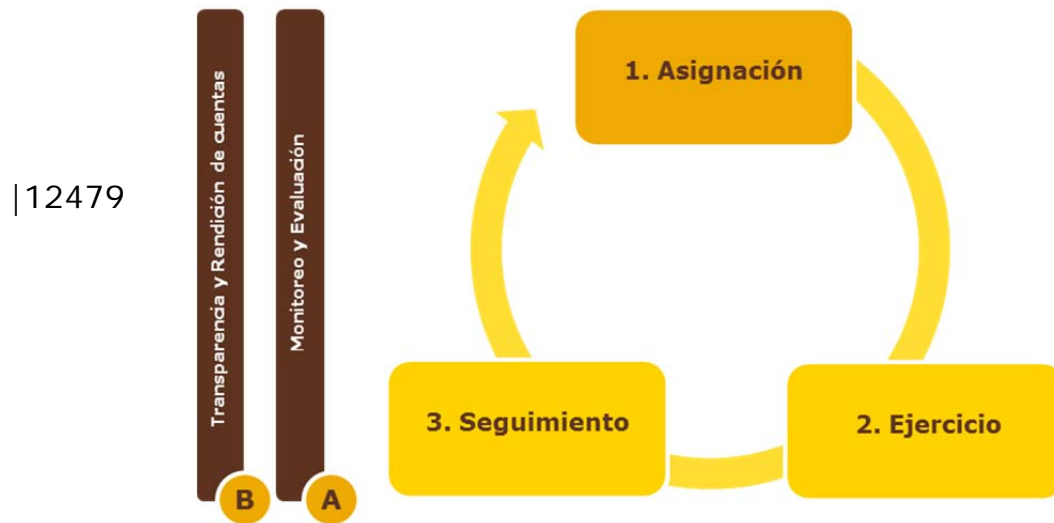 |12479
Transparencia y Rendición de cuentas
B
Monitoreo y Evaluación
A
1. Asignación
2. Ejercicio
3. Seguimiento